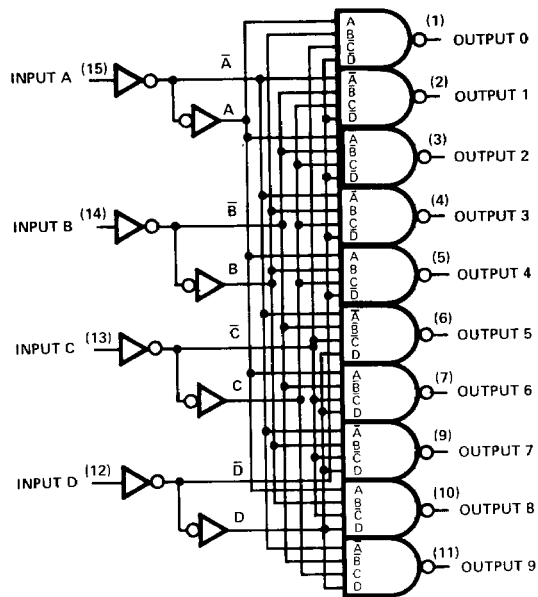 (1)
A
B
C̅
D̅
OUTPUT 0
INPUT A
(15)
A̅
A
(2)
A̅
B̅
C
D̅
OUTPUT 1
(3)
A
B̅
C
D̅
OUTPUT 2
INPUT B
(14)
B̅
B
(4)
A̅
B
C
D̅
OUTPUT 3
(5)
A
B
C
D̅
OUTPUT 4
INPUT C
(13)
C̅
C
(6)
A̅
B̅
C̅
D
OUTPUT 5
(7)
A
B̅
C̅
D
OUTPUT 6
INPUT D
(12)
D̅
D
(9)
A̅
B
C̅
D
OUTPUT 7
(10)
A
B
C̅
D
OUTPUT 8
(11)
A̅
B̅
C
D
OUTPUT 9